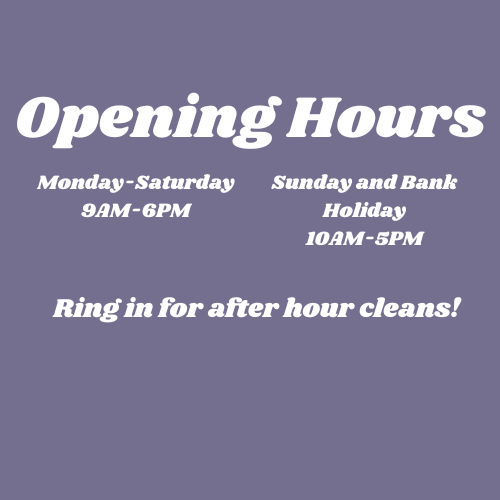 Opening Hours
Monday-Saturday
9AM-6PM
Sunday and Bank
Holiday
10AM-5PM
Ring in for after hour cleans!